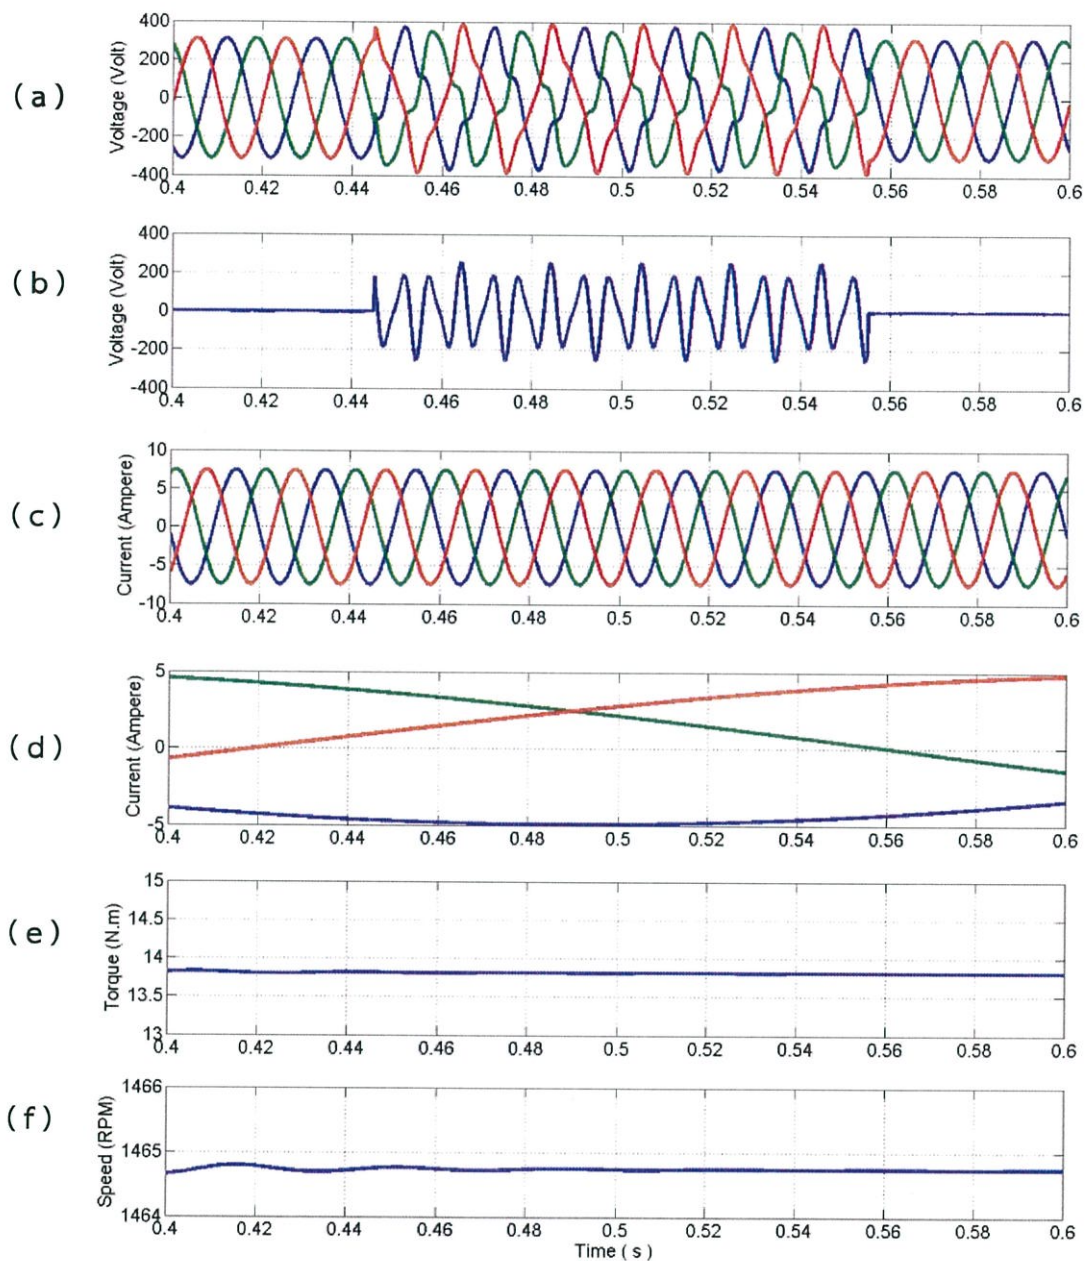 (a)
Voltage (Volt)
400
200
0
-200
-400
0.4 0.42 0.44 0.46 0.48 0.5 0.52 0.54 0.56 0.58 0.6
(b)
Voltage (Volt)
400
200
0
-200
-400
0.4 0.42 0.44 0.46 0.48 0.5 0.52 0.54 0.56 0.58 0.6
(c)
Current (Ampere)
10
5
0
-5
-10
0.4 0.42 0.44 0.46 0.48 0.5 0.52 0.54 0.56 0.58 0.6
(d)
Current (Ampere)
5
0
-5
0.4 0.42 0.44 0.46 0.48 0.5 0.52 0.54 0.56 0.58 0.6
(e)
Torque (N.m)
15
14.5
14
13.5
13
0.4 0.42 0.44 0.46 0.48 0.5 0.52 0.54 0.56 0.58 0.6
(f)
Speed (RPM)
1466
1465
1464
0.4 0.42 0.44 0.46 0.48 0.5 0.52 0.54 0.56 0.58 0.6
Time ( s )